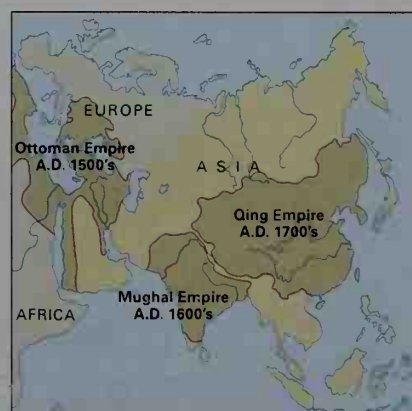 EUROPE
Ottoman Empire
A.D. 1500's
ASIA
Qing Empire
A.D. 1700's
Mughal Empire
A.D. 1600's
AFRICA